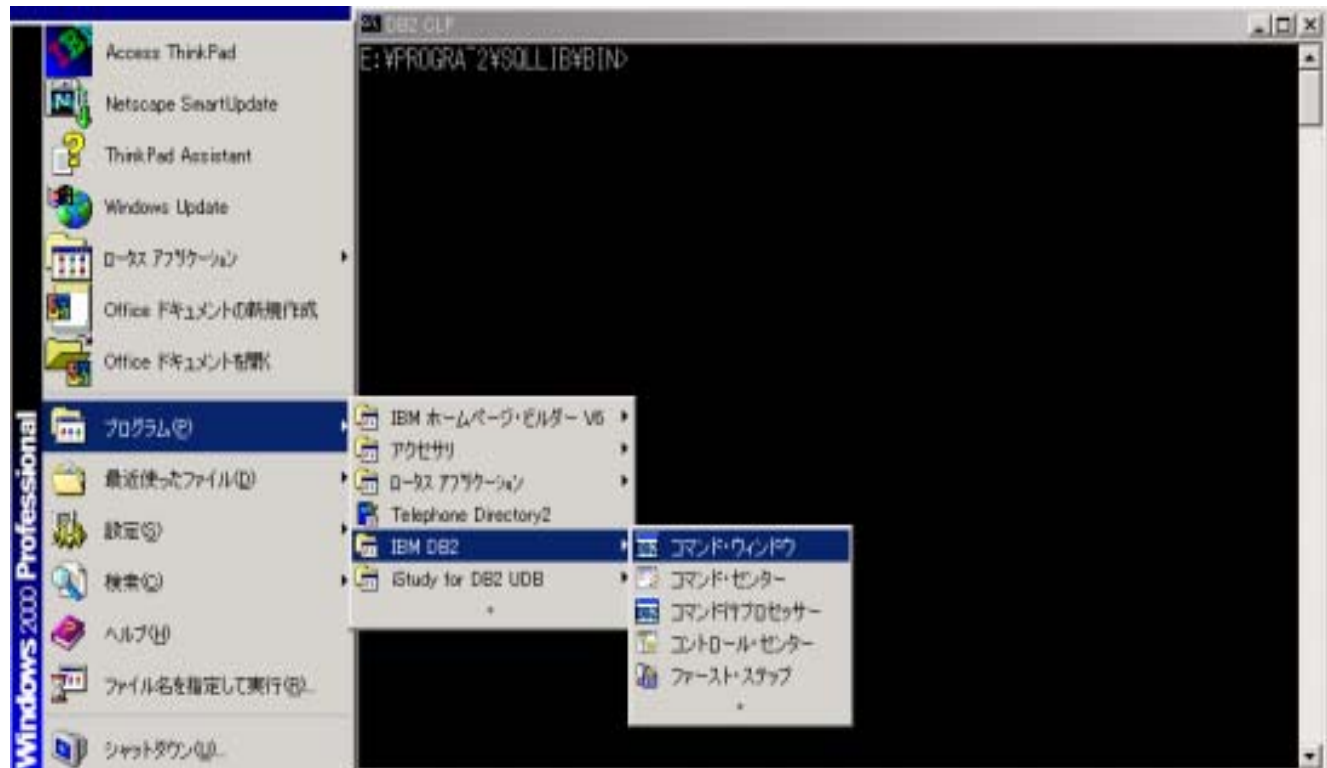 Access ThinkPad
Netscape SmartUpdate
ThinkPad Assistant
Windows Update
ロータス アプリケーション
Office ドキュメントの新規作成
Office ドキュメントを開く
プログラム(P)
最近使ったファイル(D)
設定(S)
検索(C)
ヘルプ(H)
ファイル名を指定して実行(R)...
シャットダウン(U)...
Windows 2000 Professional
DB2 CLP
E:¥PROGRA~2¥SQLLIB¥BIN>
IBM ホームページ・ビルダー V6
アクセサリ
ロータス アプリケーション
Telephone Directory2
IBM DB2
iStudy for DB2 UDB
コマンド・ウィンドウ
コマンド・センター
コマンド行プロセッサー
コントロール・センター
ファースト・ステップ